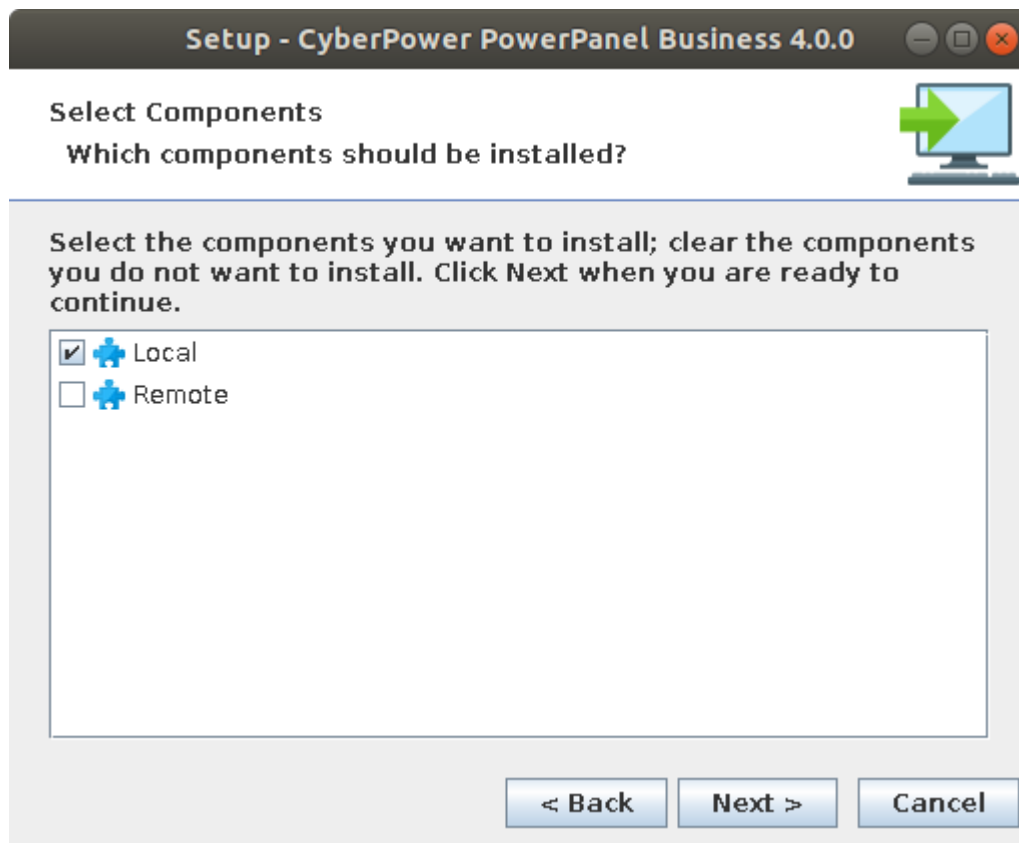 Setup - CyberPower PowerPanel Business 4.0.0
Select Components
Which components should be installed?
Select the components you want to install; clear the components
you do not want to install. Click Next when you are ready to
continue.
Local
Remote
< Back
Next >
Cancel